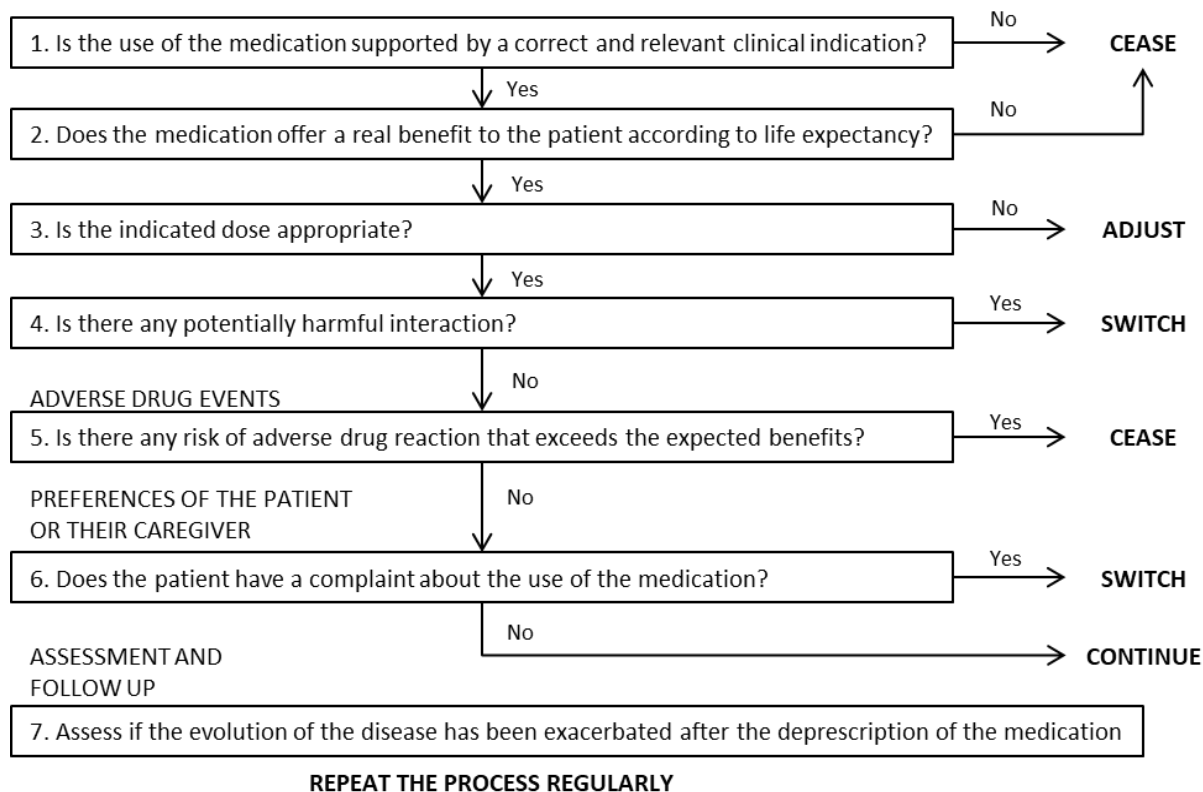 No
1. Is the use of the medication supported by a correct and relevant clinical indication?
CEASE
Yes
No
2. Does the medication offer a real benefit to the patient according to life expectancy?
Yes
No
3. Is the indicated dose appropriate?
ADJUST
Yes
Yes
4. Is there any potentially harmful interaction?
SWITCH
No
ADVERSE DRUG EVENTS
Yes
5. Is there any risk of adverse drug reaction that exceeds the expected benefits?
CEASE
No
PREFERENCES OF THE PATIENT
OR THEIR CAREGIVER
Yes
6. Does the patient have a complaint about the use of the medication?
SWITCH
No
CONTINUE
ASSESSMENT AND
FOLLOW UP
7. Assess if the evolution of the disease has been exacerbated after the deprescription of the medication
REPEAT THE PROCESS REGULARLY